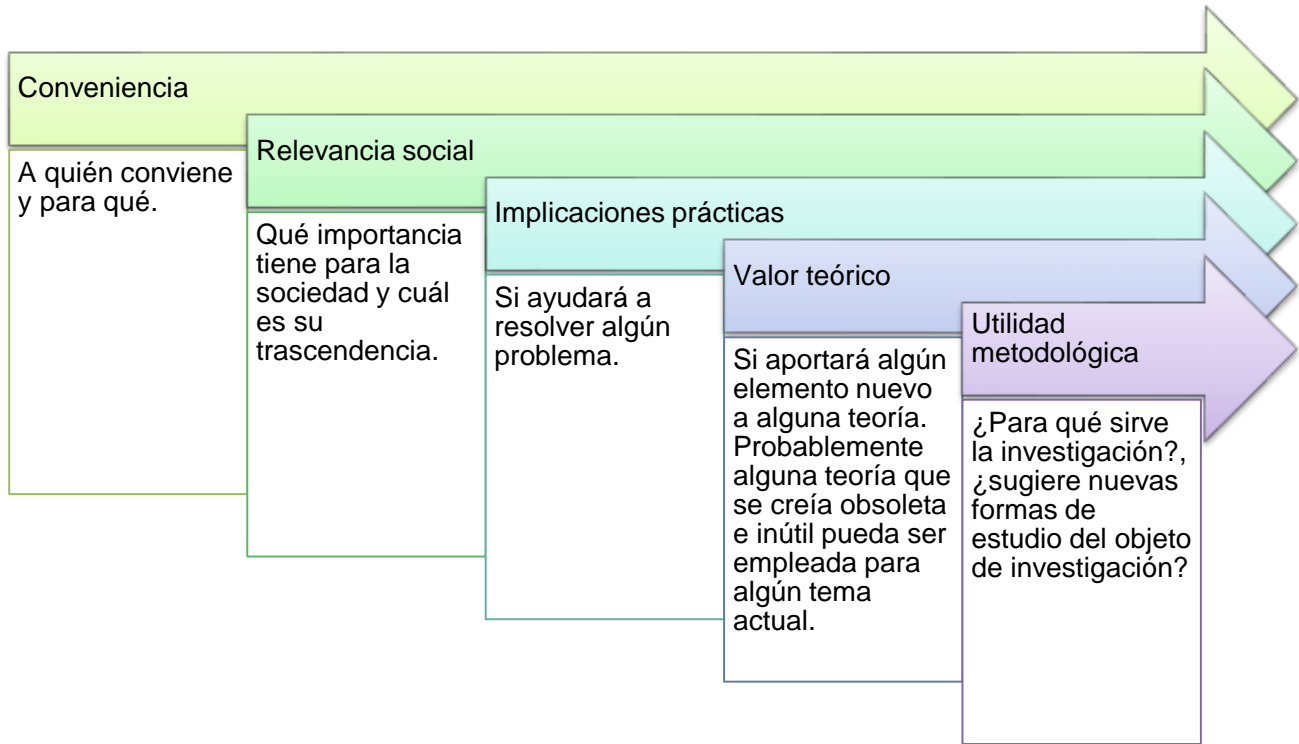 Conveniencia
A quién conviene
y para qué.
Relevancia social
Qué importancia
tiene para la
sociedad y cuál
es su
trascendencia.
Implicaciones prácticas
Si ayudará a
resolver algún
problema.
Valor teórico
Si aportará algún
elemento nuevo
a alguna teoría.
Probablemente
alguna teoría que
se creía obsoleta
e inútil pueda ser
empleada para
algún tema
actual.
Utilidad
metodológica
¿Para qué sirve
la investigación?,
¿sugiere nuevas
formas de
estudio del objeto
de investigación?